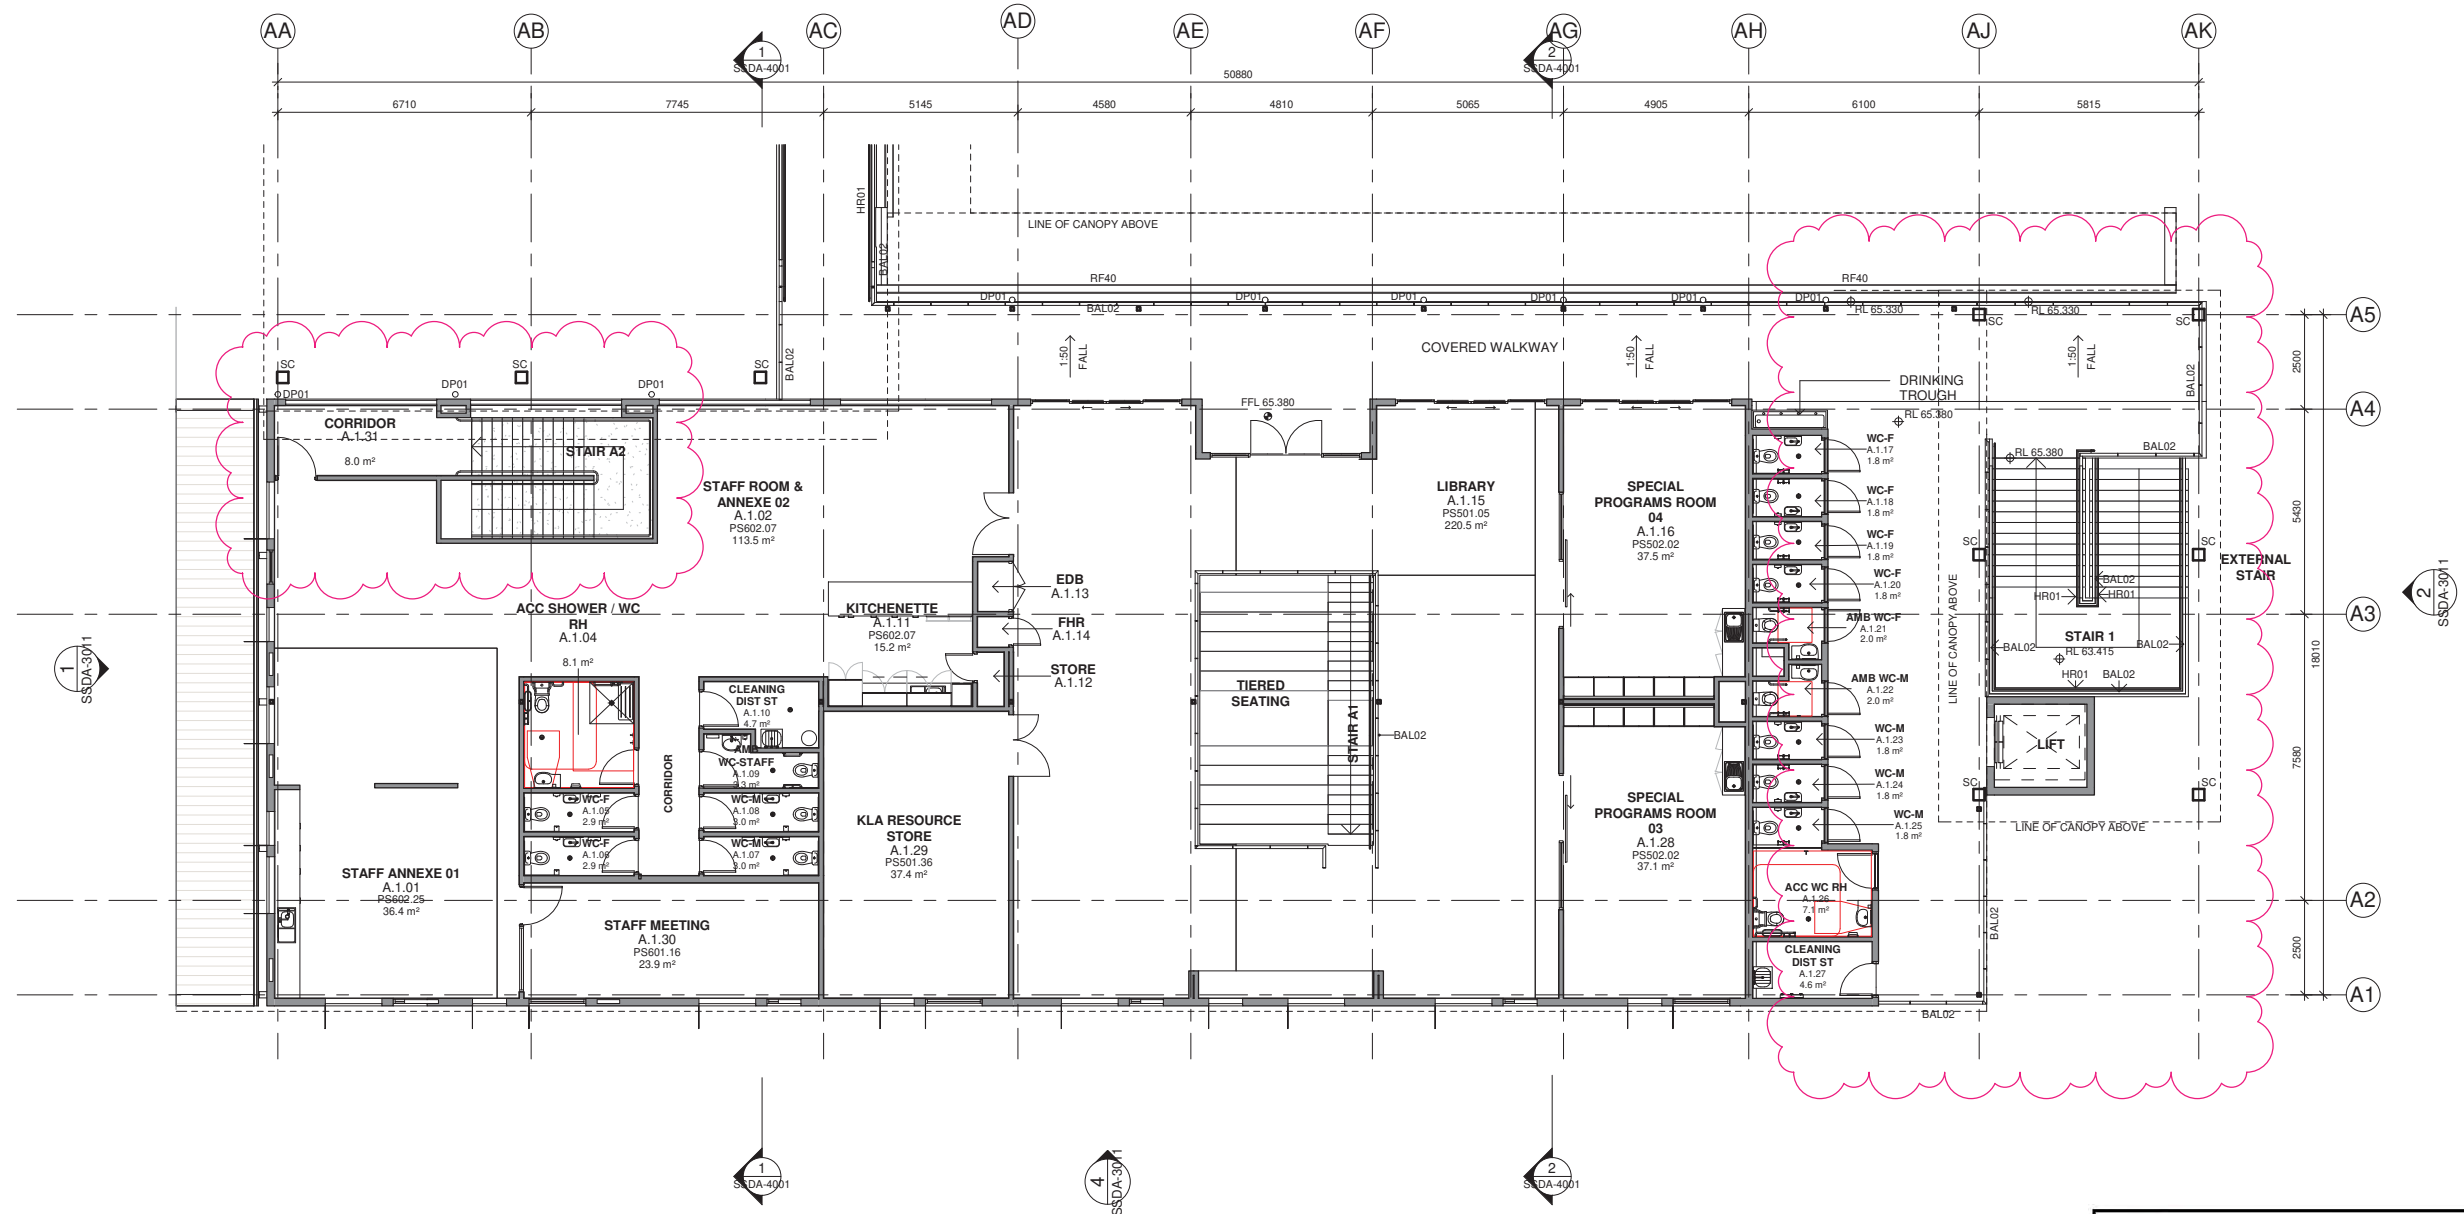 AA
AB
AC
AD
AE
AF
AG
AH
AJ
AK
1
SSDA-4001
2
SSDA-4001
50880
6710
7745
5145
4580
4810
5065
4905
6100
5815
HR01
BAL02
LINE OF CANOPY ABOVE
RF40
RF40
DP01
DP01
DP01
DP01
DP01
DP01
BAL02
RL 65.330
RL 65.330
SC
SC
A5
COVERED WALKWAY
1:50
FALL
1:50
FALL
1:50
FALL
BAL02
BAL02
2500
18010
SC
SC
SC
DP01
DP01
DP01
DRINKING
TROUGH
RL 65.380
A4
FFL 65.380
CORRIDOR
A.1.31
8.0 m²
STAIR A2
STAFF ROOM &
ANNEXE 02
A.1.02
PS602.07
113.5 m²
LIBRARY
A.1.15
PS501.05
220.5 m²
SPECIAL
PROGRAMS ROOM
04
A.1.16
PS502.02
37.5 m²
WC-F
A.1.17
1.8 m²
WC-F
A.1.18
1.8 m²
WC-F
A.1.19
1.8 m²
WC-F
A.1.20
1.8 m²
AMB WC-F
A.1.21
2.0 m²
AMB WC-M
A.1.22
2.0 m²
WC-M
A.1.23
1.8 m²
WC-M
A.1.24
1.8 m²
WC-M
A.1.25
1.8 m²
ACC WC RH
A.1.26
7.1 m²
CLEANING
DIST ST
A.1.27
4.6 m²
RL 65.380
BAL02
5430
SC
SC
EXTERNAL
STAIR
BAL02
HR01
HR01
STAIR 1
BAL02
BAL02
RL 63.415
HR01
BAL02
LINE OF CANOPY ABOVE
LIFT
SC
SC
LINE OF CANOPY ABOVE
BAL02
BAL02
A3
7580
A2
2500
A1
2
SSDA-3011
1
SSDA-3011
EDB
A.1.13
FHR
A.1.14
STORE
A.1.12
ACC SHOWER / WC
RH
A.1.04
8.1 m²
KITCHENETTE
A.1.11
PS602.07
15.2 m²
CLEANING
DIST ST
A.1.10
4.7 m²
AMB
WC-STAFF
A.1.09
3.3 m²
WC-F
A.1.05
2.9 m²
WC-M
A.1.08
3.0 m²
WC-F
A.1.06
2.9 m²
WC-M
A.1.07
3.0 m²
CORRIDOR
TIERED
SEATING
STAIR A1
BAL02
KLA RESOURCE
STORE
A.1.29
PS501.36
37.4 m²
SPECIAL
PROGRAMS ROOM
03
A.1.28
PS502.02
37.1 m²
STAFF ANNEXE 01
A.1.01
PS602.25
36.4 m²
STAFF MEETING
A.1.30
PS601.16
23.9 m²
1
SSDA-4001
4
SSDA-3011
2
SSDA-4001